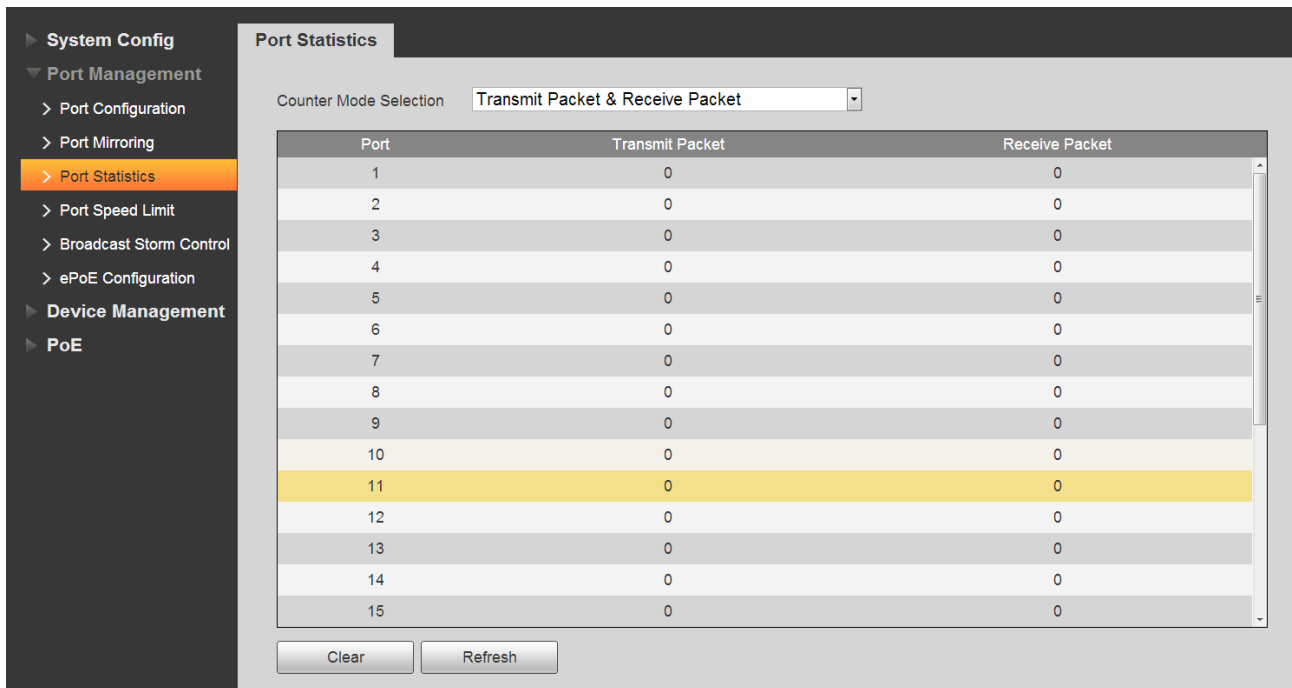 System Config
Port Management
Port Configuration
Port Mirroring
Port Statistics
Port Speed Limit
Broadcast Storm Control
ePoE Configuration
Device Management
PoE
Port Statistics
Counter Mode Selection Transmit Packet & Receive Packet
Port Transmit Packet Receive Packet
1 0 0
2 0 0
3 0 0
4 0 0
5 0 0
6 0 0
7 0 0
8 0 0
9 0 0
10 0 0
11 0 0
12 0 0
13 0 0
14 0 0
15 0 0
Clear Refresh